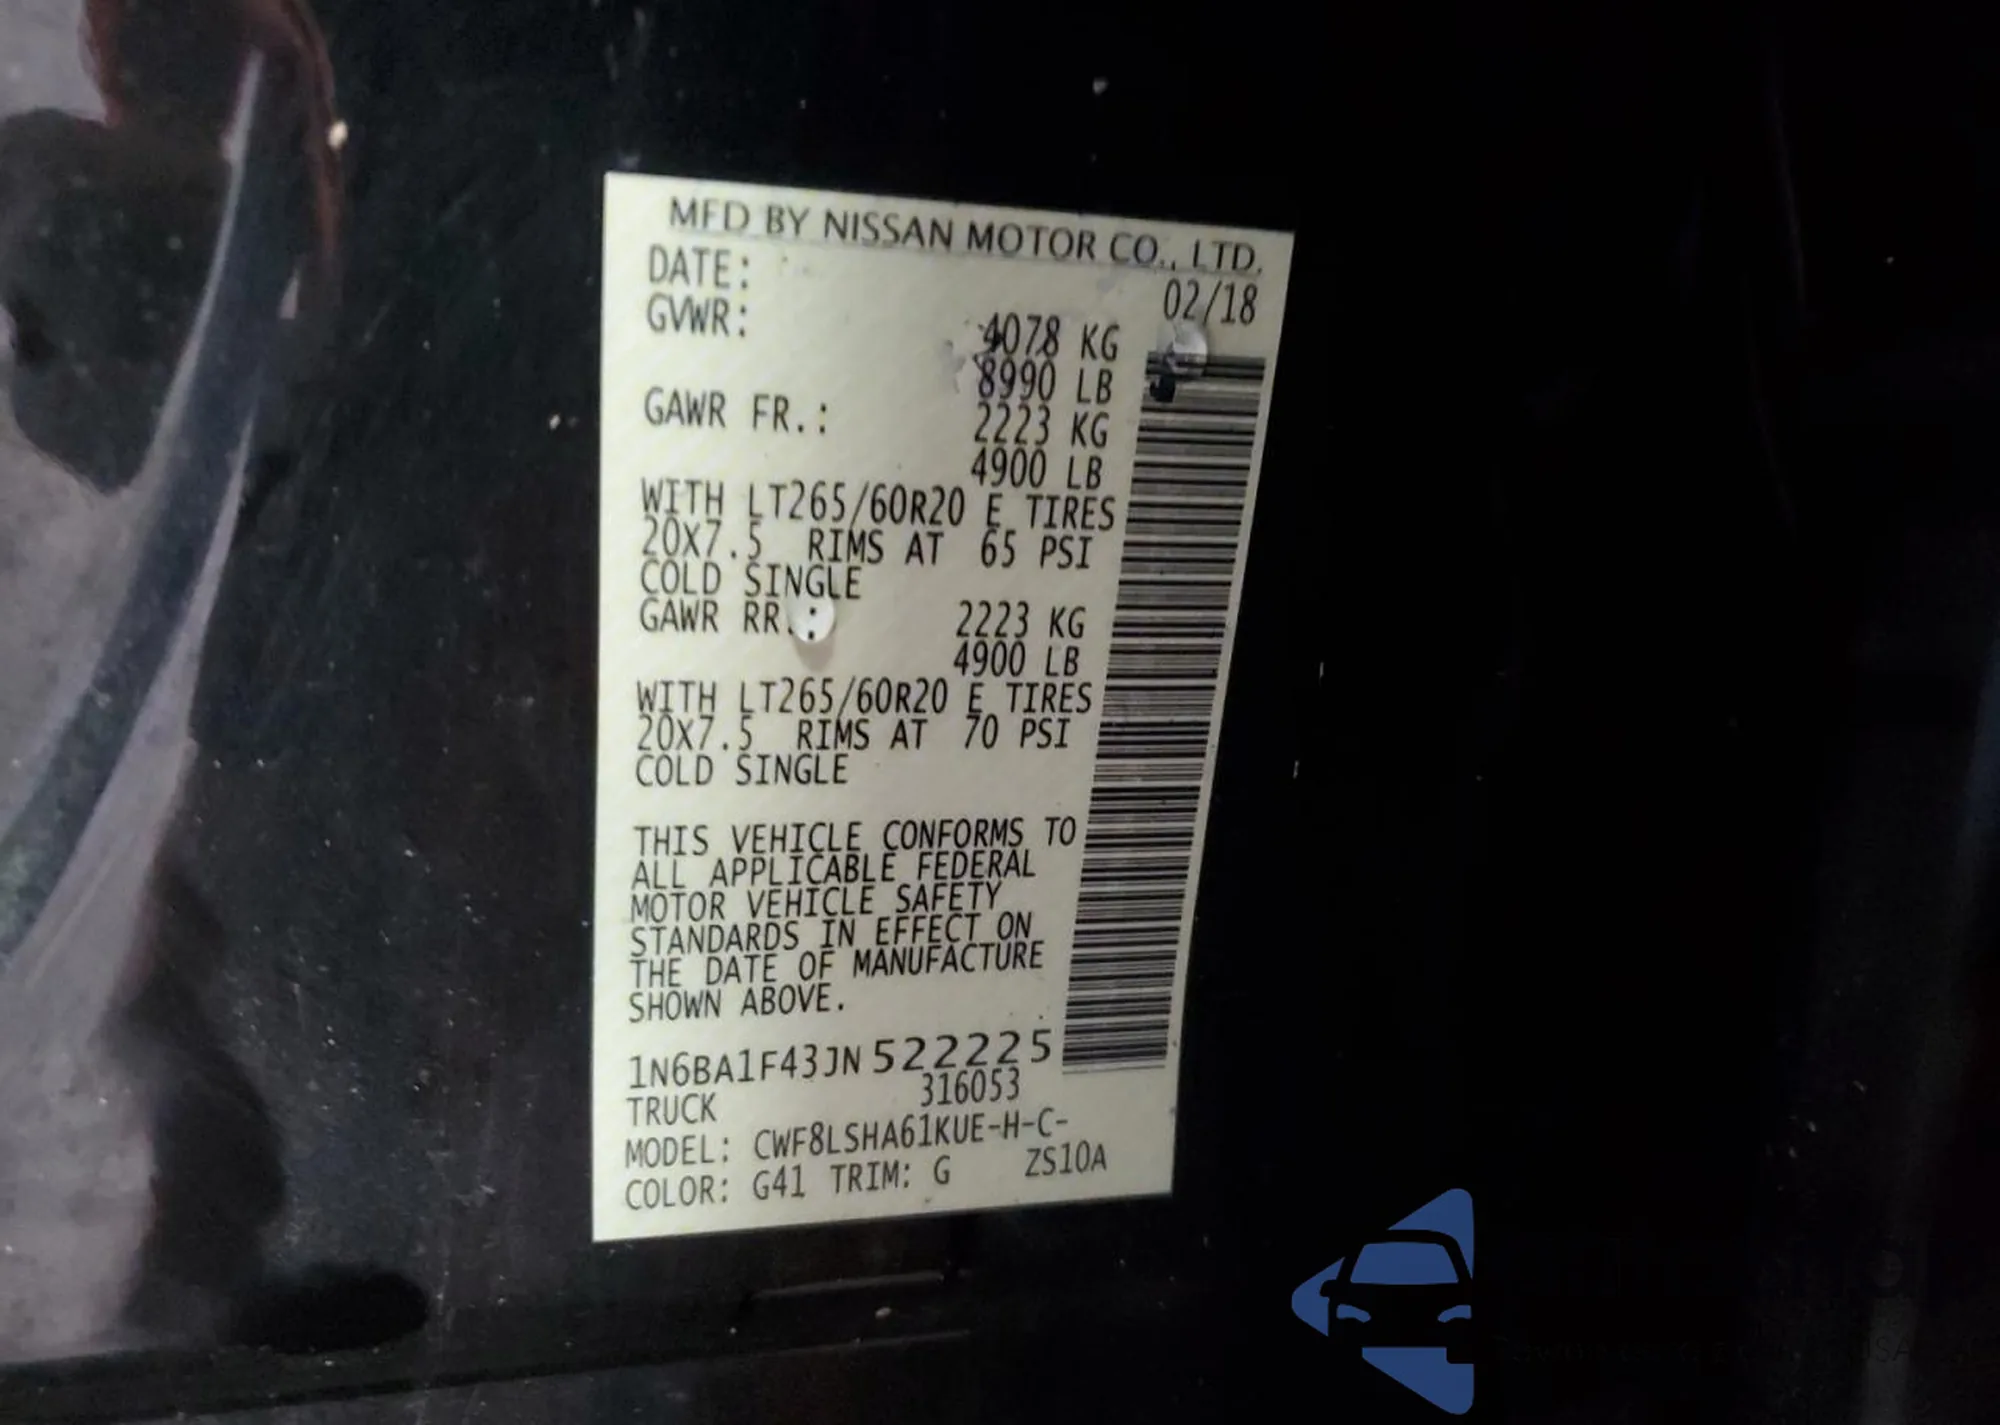 MFD BY NISSAN MOTOR CO., LTD.
DATE: 02/18
GVWR: 4078 KG
8990 LB
GAWR FR.: 2223 KG
4900 LB
WITH LT265/60R20 E TIRES
20X7.5 RIMS AT 65 PSI
COLD SINGLE
GAWR RR.: 2223 KG
4900 LB
WITH LT265/60R20 E TIRES
20X7.5 RIMS AT 70 PSI
COLD SINGLE
THIS VEHICLE CONFORMS TO
ALL APPLICABLE FEDERAL
MOTOR VEHICLE SAFETY
STANDARDS IN EFFECT ON
THE DATE OF MANUFACTURE
SHOWN ABOVE.
1N6BA1F43JN522225
TRUCK 316053
MODEL: CWF8LSHA61KUE-H-C-
COLOR: G41 TRIM: G ZS10A